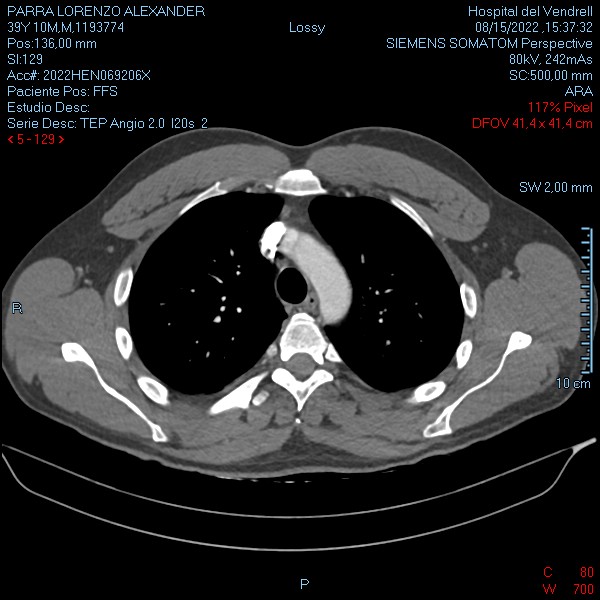 PARRA LORENZO ALEXANDER
39Y 10M,M,1193774
Pos:136,00 mm
SI:129
Acc#: 2022HEN069206X
Paciente Pos: FFS
Estudio Desc:
Serie Desc: TEP Angio 2.0 I20s 2
< 5 - 129 >
Lossy
Hospital del Vendrell
08/15/2022 ,15:37:32
SIEMENS SOMATOM Perspective
80kV, 242mAs
SC:500,00 mm
ARA
117% Pixel
DFOV 41,4 x 41,4 cm
SW 2,00 mm
R
10 cm
P
C 80
W 700